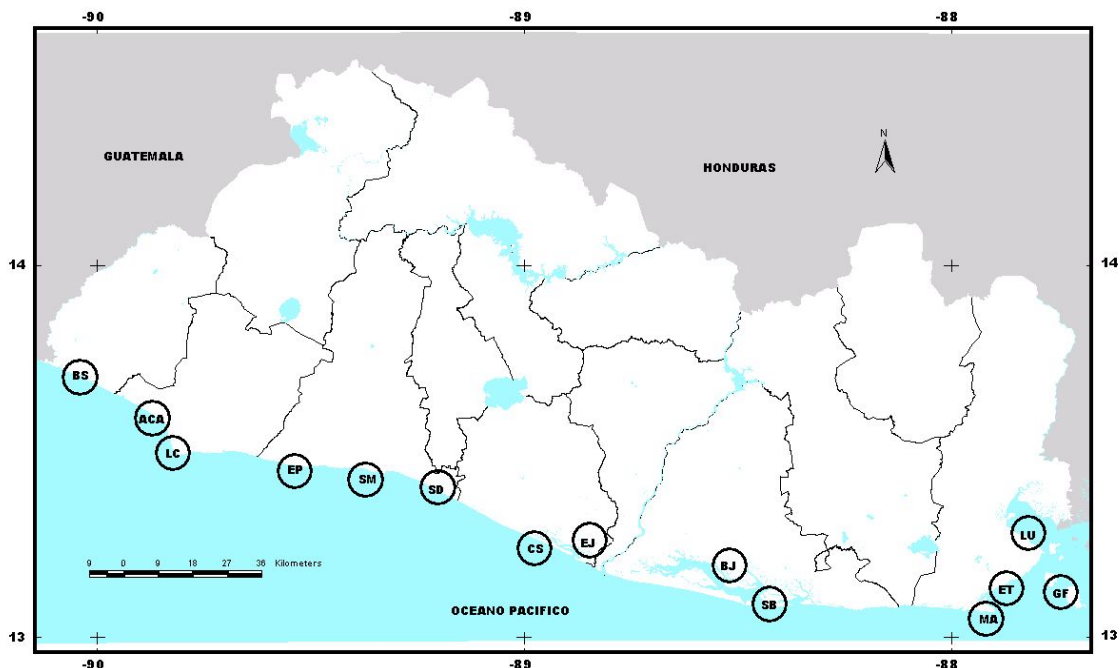 -90 -89 -88
N
GUATEMALA HONDURAS
14 14
BS
ACA
LC
EP SM SD
CS EJ
BJ
SB
LU
ET GF
MA
9 0 9 18 27 36 Kilometers
OCEANO PACIFICO
13 13
-90 -89 -88